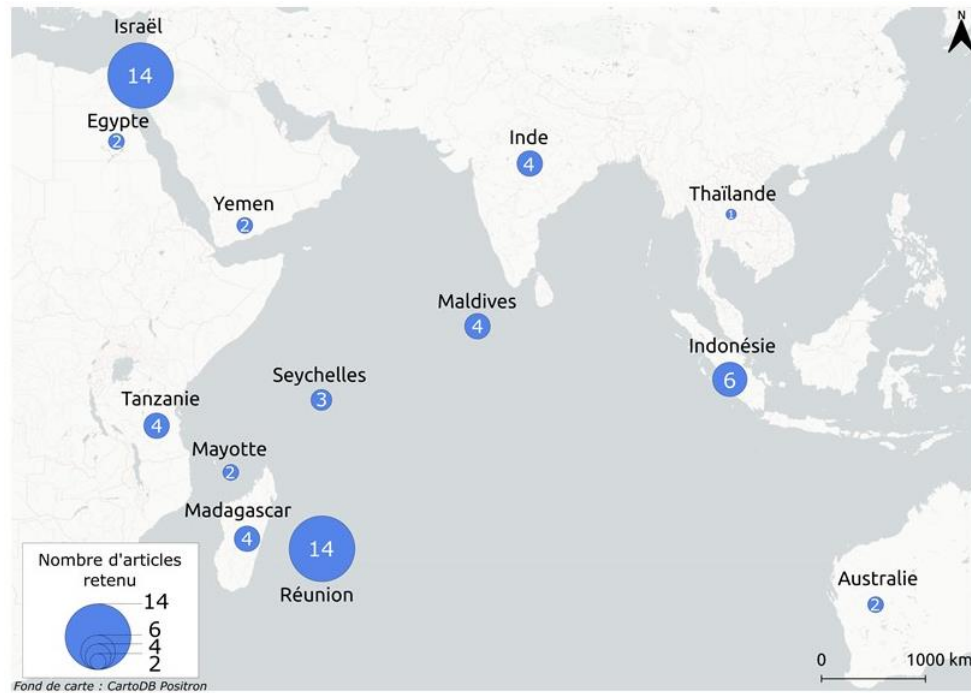 N
Israël
14
Egypte
2
Inde
4
Thaïlande
1
Yemen
2
Maldives
4
Indonésie
6
Seychelles
3
Tanzanie
4
Mayotte
2
Madagascar
4
14
Réunion
Australie
2
Nombre d'articles
retenu
14
6
4
2
0 1000 km
Fond de carte : CartoDB Positron